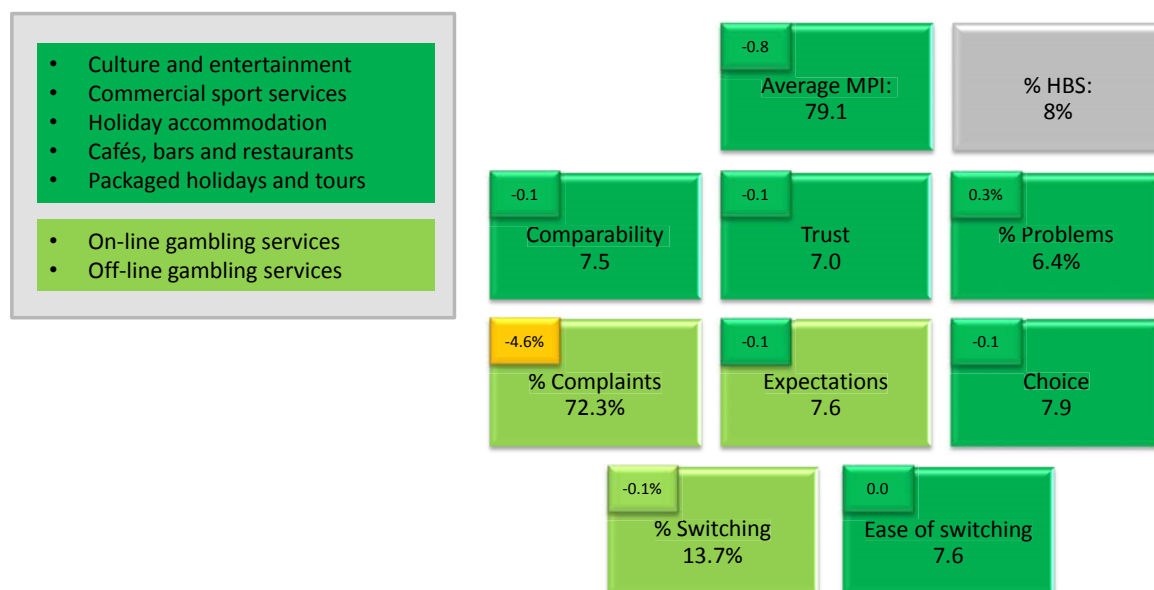 • Culture and entertainment
• Commercial sport services
• Holiday accommodation
• Cafés, bars and restaurants
• Packaged holidays and tours
• On-line gambling services
• Off-line gambling services
-0.8
Average MPI:
79.1
% HBS:
8%
-0.1
Comparability
7.5
-0.1
Trust
7.0
0.3%
% Problems
6.4%
-4.6%
% Complaints
72.3%
-0.1
Expectations
7.6
-0.1
Choice
7.9
-0.1%
% Switching
13.7%
0.0
Ease of switching
7.6